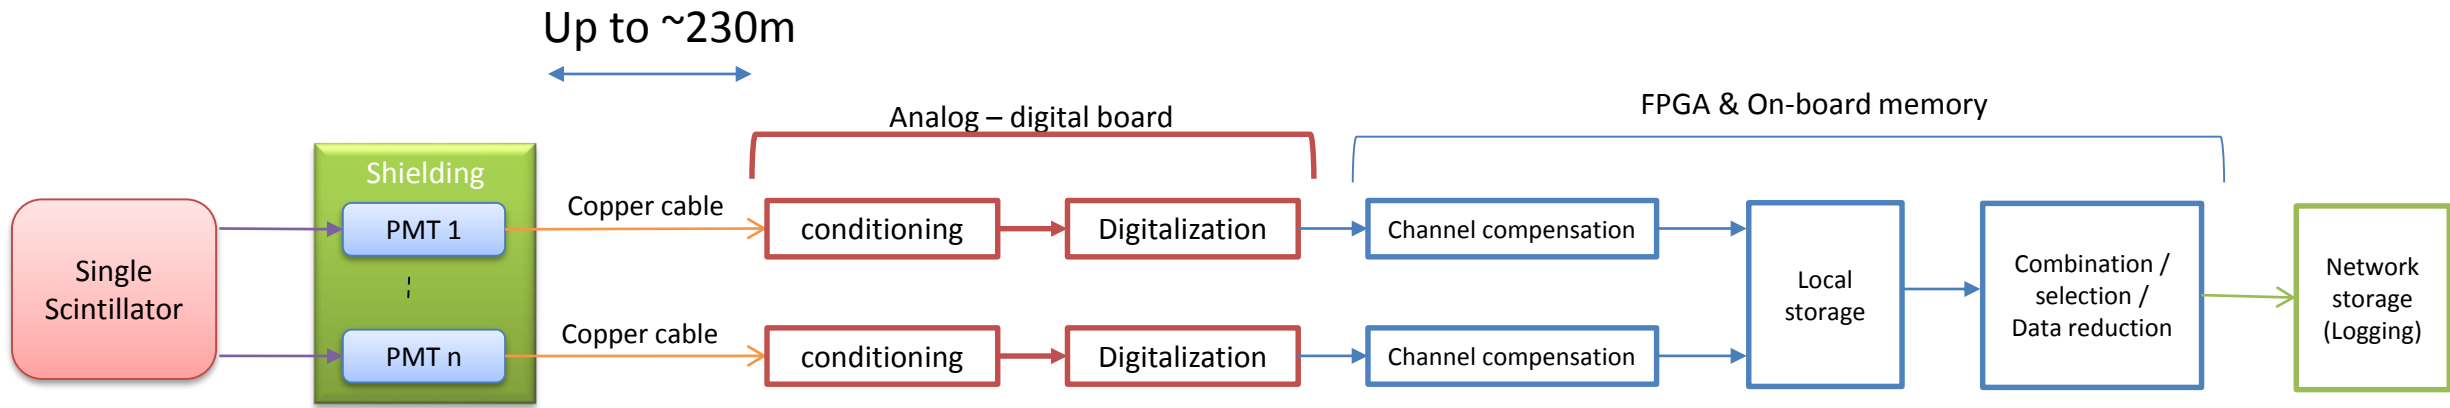 Up to ~230m
Analog – digital board
FPGA & On-board memory
Shielding
Single
Scintillator
PMT 1
Copper cable
conditioning
Digitalization
Channel compensation
PMT n
Copper cable
conditioning
Digitalization
Channel compensation
Local
storage
Combination /
selection /
Data reduction
Network
storage
(Logging)